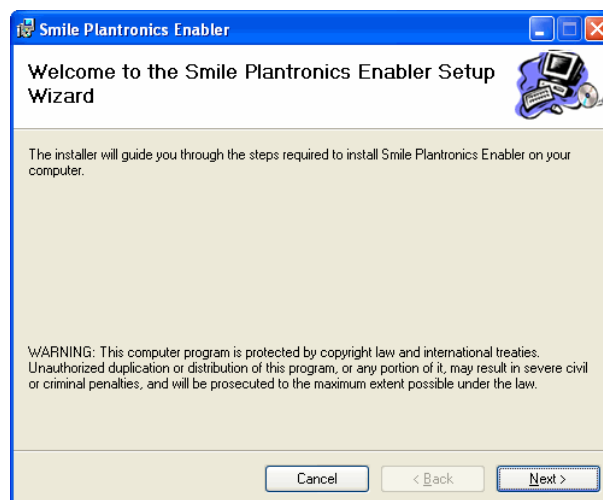 Smile Plantronics Enabler
Welcome to the Smile Plantronics Enabler Setup
Wizard
The installer will guide you through the steps required to install Smile Plantronics Enabler on your
computer.
WARNING: This computer program is protected by copyright law and international treaties.
Unauthorized duplication or distribution of this program, or any portion of it, may result in severe civil
or criminal penalties, and will be prosecuted to the maximum extent possible under the law.
Cancel < Back Next >